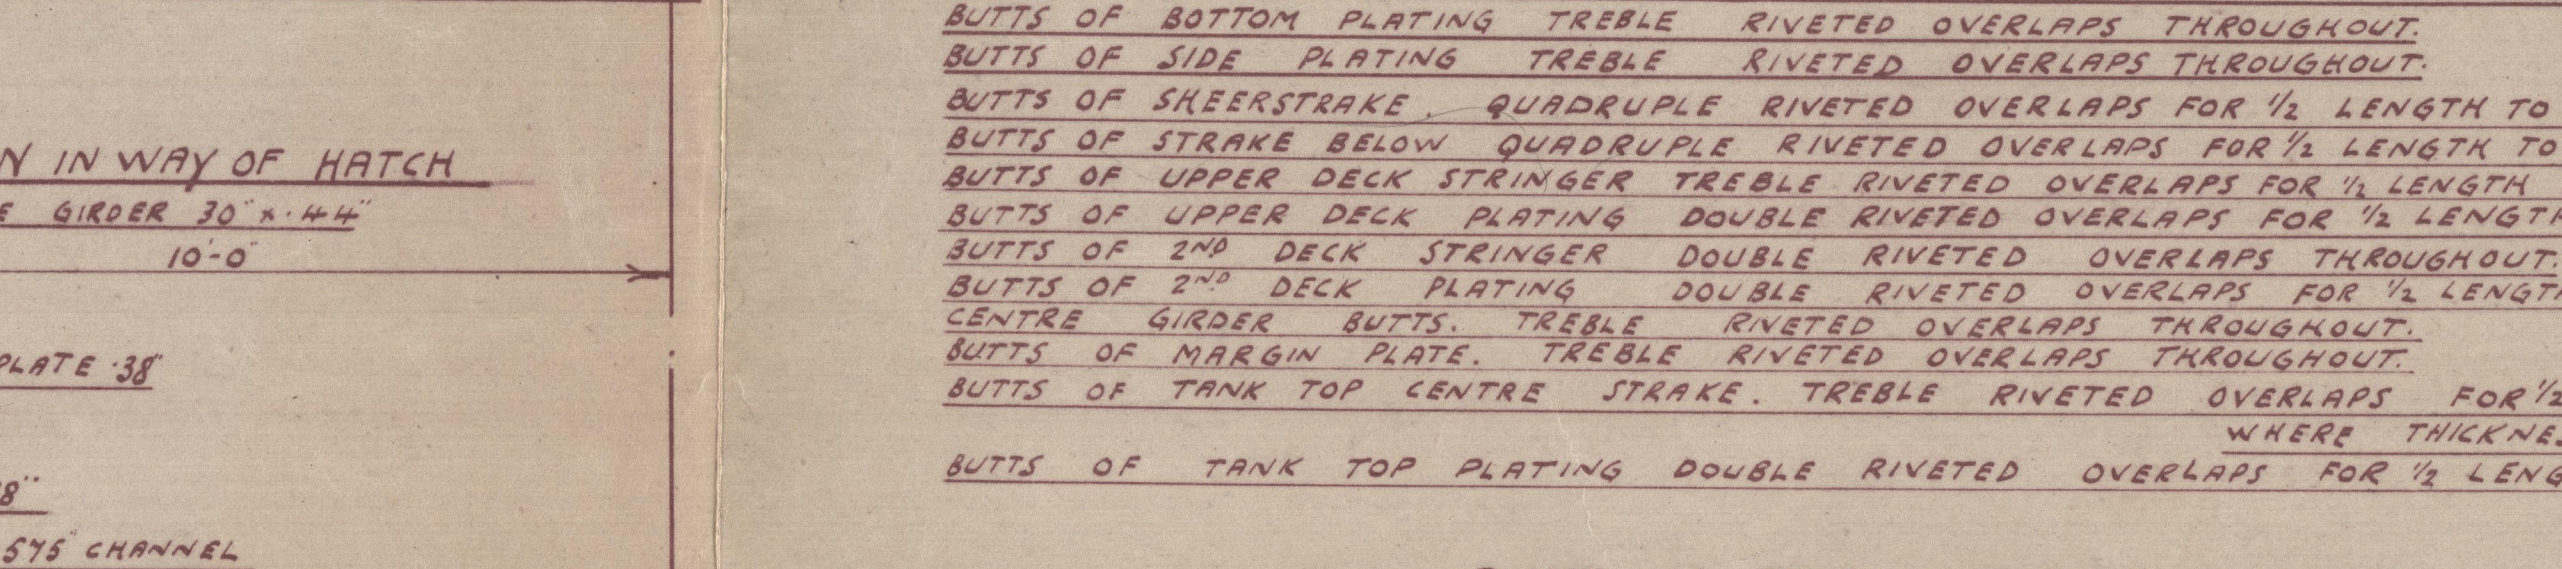 N IN WAY OF HATCH
E GIRDER 30" x .44"
10'-0"
PLATE .38"
8"
575 CHANNEL
BUTTS OF BOTTOM PLATING TREBLE RIVETED OVERLAPS THROUGHOUT.
BUTTS OF SIDE PLATING TREBLE RIVETED OVERLAPS THROUGHOUT.
BUTTS OF SHEERSTRAKE. QUADRUPLE RIVETED OVERLAPS FOR 1/2 LENGTH TO
BUTTS OF STRAKE BELOW QUADRUPLE RIVETED OVERLAPS FOR 1/2 LENGTH TO
BUTTS OF UPPER DECK STRINGER TREBLE RIVETED OVERLAPS FOR 1/2 LENGTH
BUTTS OF UPPER DECK PLATING DOUBLE RIVETED OVERLAPS FOR 1/2 LENGTH
BUTTS OF 2ND DECK STRINGER DOUBLE RIVETED OVERLAPS THROUGHOUT.
BUTTS OF 2ND DECK PLATING DOUBLE RIVETED OVERLAPS FOR 1/2 LENGTH
CENTRE GIRDER BUTTS. TREBLE RIVETED OVERLAPS THROUGHOUT.
BUTTS OF MARGIN PLATE. TREBLE RIVETED OVERLAPS THROUGHOUT.
BUTTS OF TANK TOP CENTRE STRAKE. TREBLE RIVETED OVERLAPS FOR 1/2
WHERE THICKNES
BUTTS OF TANK TOP PLATING DOUBLE RIVETED OVERLAPS FOR 1/2 LENG